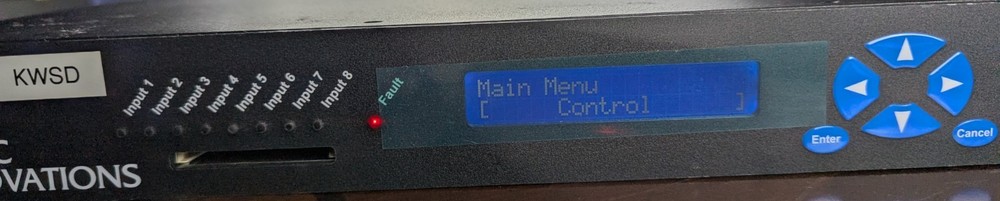 KWSD
Input 1
Input 2
Input 3
Input 4
Input 5
Input 6
Input 7
Input 8
Fault
Main Menu
[ Control ]
Enter
Cancel
C
OVATIONS